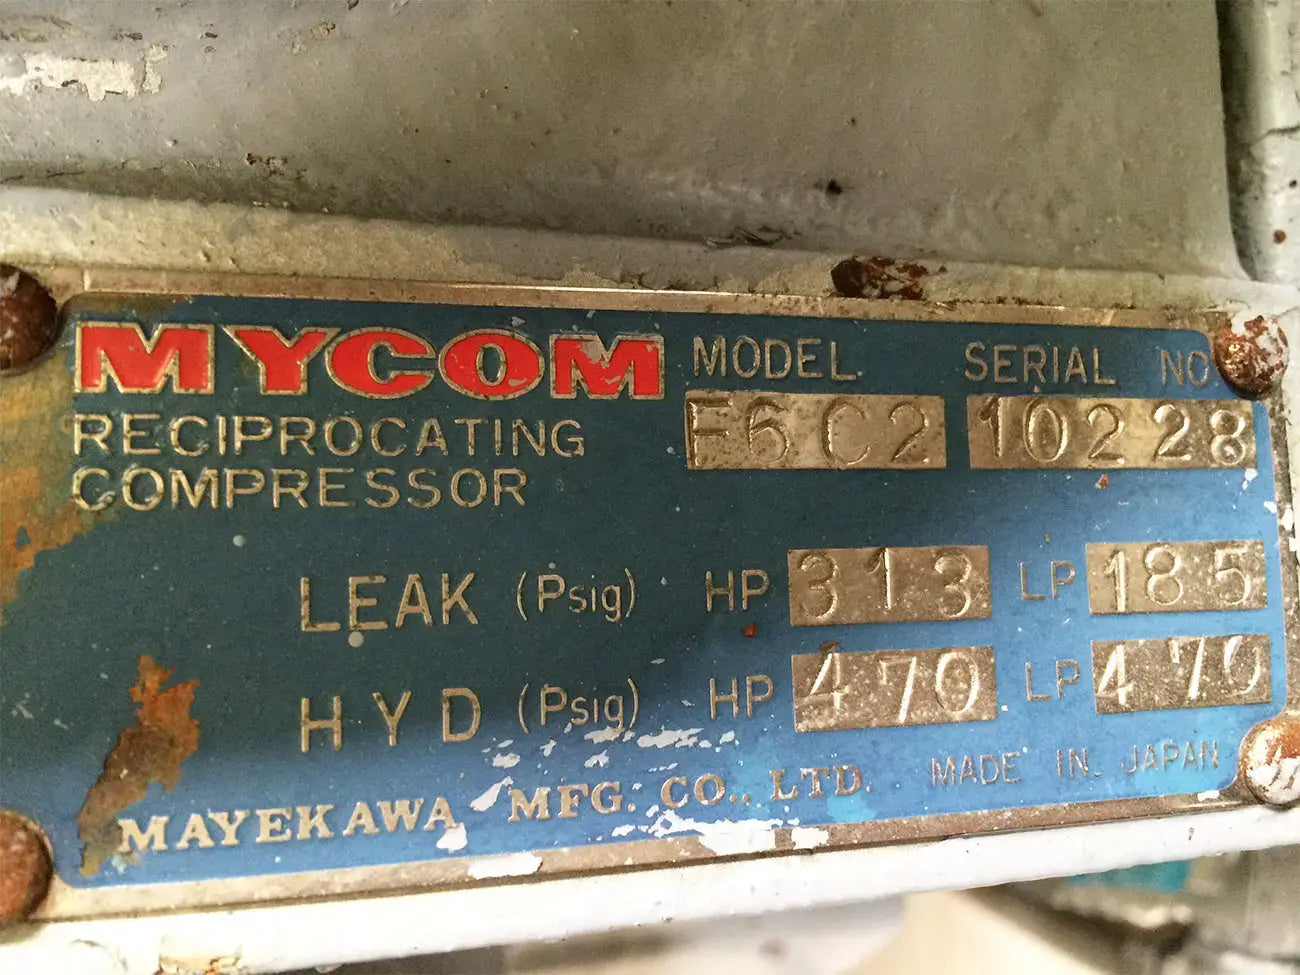 MYCOM
RECIPROCATING
COMPRESSOR
MODEL
F6C2
SERIAL NO.
10228
LEAK (Psig) HP 313 LP 185
HYD (Psig) HP 470 LP 470
MAYEKAWA MFG. CO., LTD. MADE IN JAPAN